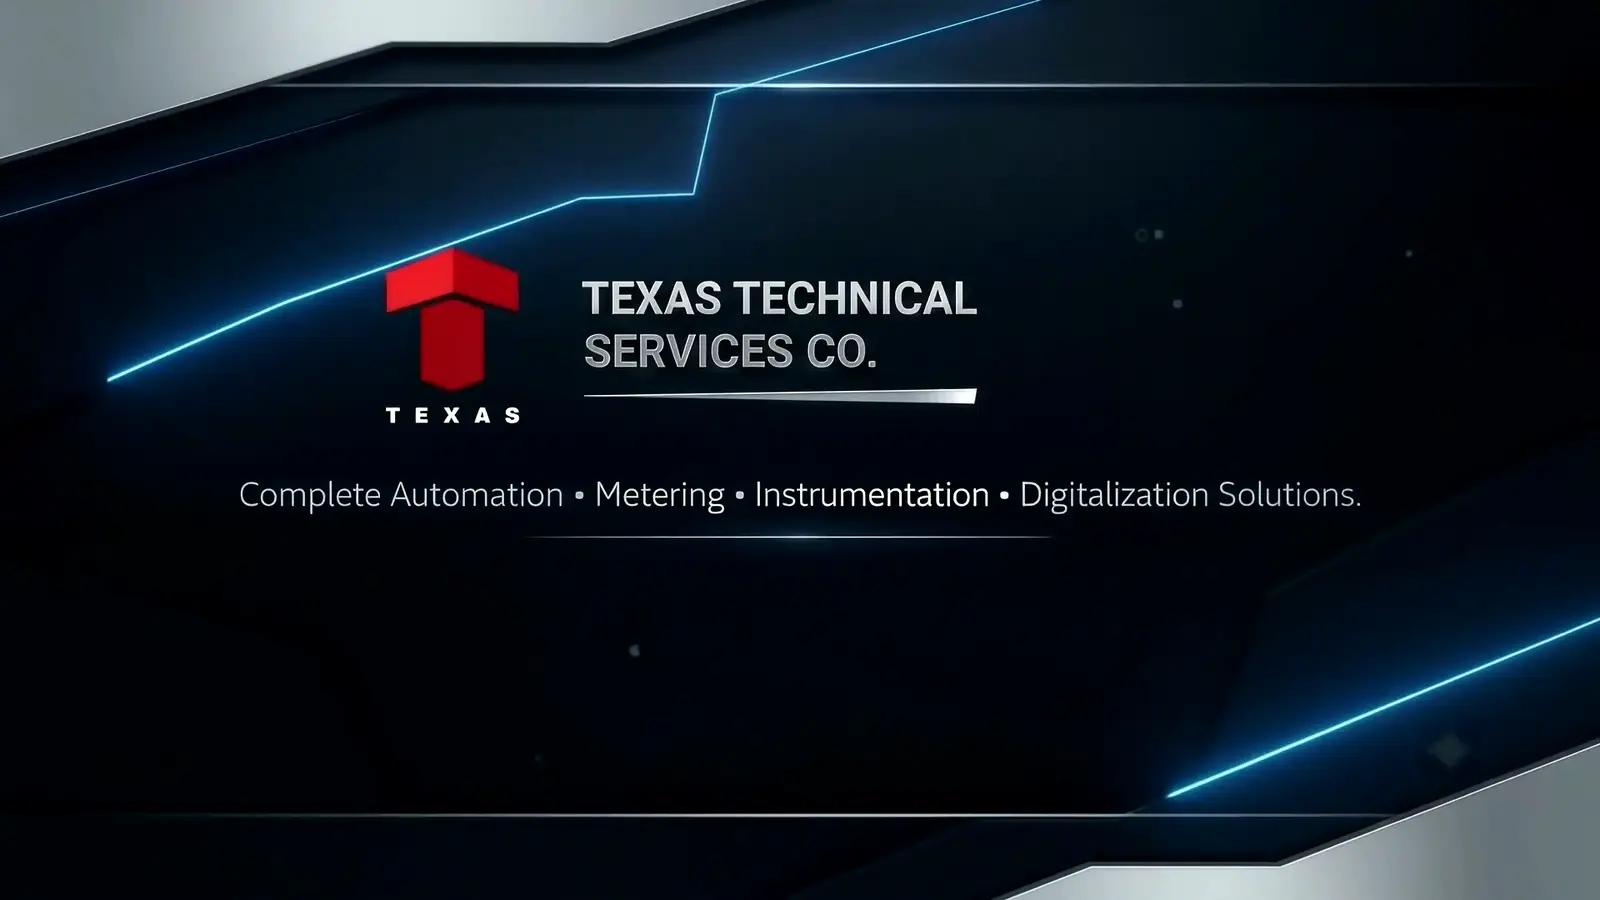 TEXAS
TEXAS TECHNICAL
SERVICES CO.
Complete Automation • Metering • Instrumentation • Digitalization Solutions.